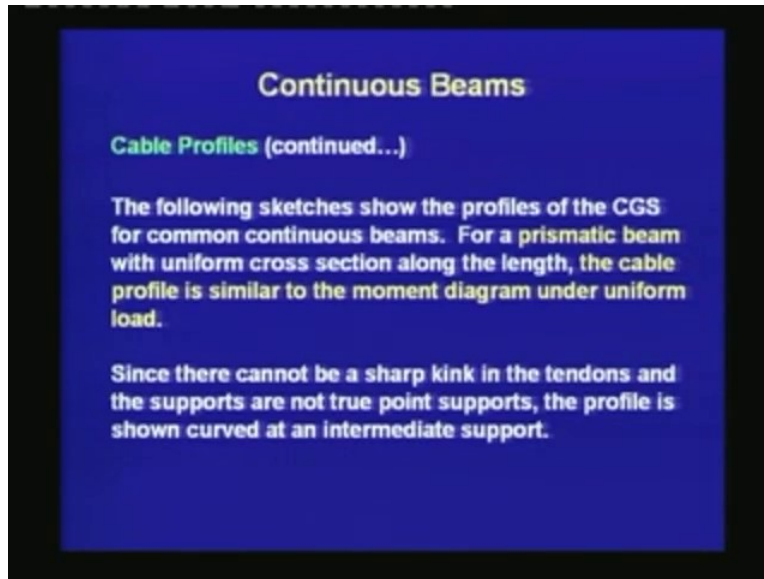 Continuous Beams
Cable Profiles (continued...)
The following sketches show the profiles of the CGS
for common continuous beams. For a prismatic beam
with uniform cross section along the length, the cable
profile is similar to the moment diagram under uniform
load.
Since there cannot be a sharp kink in the tendons and
the supports are not true point supports, the profile is
shown curved at an intermediate support.